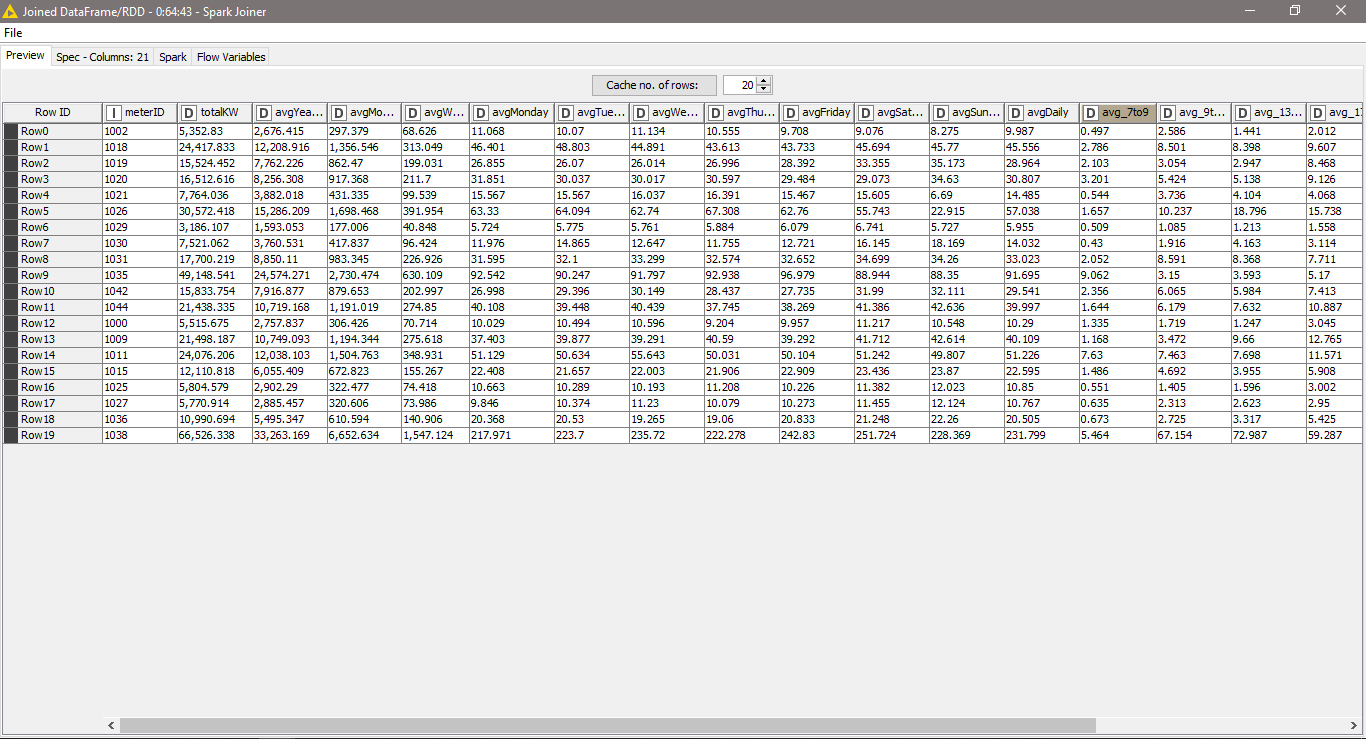 Joined DataFrame/RDD - 0:64:43 - Spark Joiner
File
Preview Spec - Columns: 21 Spark Flow Variables
Cache no. of rows: 20
Row ID I meterID D totalKW D avgYea... D avgMo... D avgW... D avgMonday D avgTue... D avgWe... D avgThu... D avgFriday D avgSat... D avgSun... D avgDaily D avg_7to9 D avg_9t... D avg_13... D avg_1
Row0 1002 5,352.83 2,676.415 297.379 68.626 11.068 10.07 11.134 10.555 9.708 9.076 8.275 9.987 0.497 2.586 1.441 2.012
Row1 1018 24,417.833 12,208.916 1,356.546 313.049 46.401 48.803 44.891 43.613 43.733 45.694 45.77 45.556 2.786 8.501 8.398 9.607
Row2 1019 15,524.452 7,762.226 862.47 199.031 26.855 26.07 26.014 26.996 28.392 33.355 35.173 28.964 2.103 3.054 2.947 8.468
Row3 1020 16,512.616 8,256.308 917.368 211.7 31.851 30.037 30.017 30.597 29.484 29.073 34.63 30.807 3.201 5.424 5.138 9.126
Row4 1021 7,764.036 3,882.018 431.335 99.539 15.567 15.567 16.037 16.391 15.467 15.605 6.69 14.485 0.544 3.736 4.104 4.068
Row5 1026 30,572.418 15,286.209 1,698.468 391.954 63.33 64.094 62.74 67.308 62.76 55.743 22.915 57.038 1.657 10.237 18.796 15.738
Row6 1029 3,186.107 1,593.053 177.006 40.848 5.724 5.775 5.761 5.884 6.079 6.741 5.727 5.955 0.509 1.085 1.213 1.558
Row7 1030 7,521.062 3,760.531 417.837 96.424 11.976 14.865 12.647 11.755 12.721 16.145 18.169 14.032 0.43 1.916 4.163 3.114
Row8 1031 17,700.219 8,850.11 983.345 226.926 31.595 32.1 33.299 32.574 32.652 34.699 34.26 33.023 2.052 8.591 8.368 7.711
Row9 1035 49,148.541 24,574.271 2,730.474 630.109 92.542 90.247 91.797 92.938 96.979 88.944 88.35 91.695 9.062 3.15 3.593 5.17
Row10 1042 15,833.754 7,916.877 879.653 202.997 26.998 29.396 30.149 28.437 27.735 31.99 32.111 29.541 2.356 6.065 5.984 7.413
Row11 1044 21,438.335 10,719.168 1,191.019 274.85 40.108 39.448 40.439 37.745 38.269 41.386 42.636 39.997 1.644 6.179 7.632 10.887
Row12 1000 5,515.675 2,757.837 306.426 70.714 10.029 10.494 10.596 9.204 9.957 11.217 10.548 10.29 1.335 1.719 1.247 3.045
Row13 1009 21,498.187 10,749.093 1,194.344 275.618 37.403 39.877 39.291 40.59 39.292 41.712 42.614 40.109 1.168 3.472 9.66 12.765
Row14 1011 24,076.206 12,038.103 1,504.763 348.931 51.129 50.634 55.643 50.031 50.104 51.242 49.807 51.226 7.63 7.463 7.698 11.571
Row15 1015 12,110.818 6,055.409 672.823 155.267 22.408 21.657 22.003 21.906 22.909 23.436 23.87 22.595 1.486 4.692 3.955 5.908
Row16 1025 5,804.579 2,902.29 322.477 74.418 10.663 10.289 10.193 11.208 10.226 11.382 12.023 10.85 0.551 1.405 1.596 3.002
Row17 1027 5,770.914 2,885.457 320.606 73.986 9.846 10.374 11.23 10.079 10.273 11.455 12.124 10.767 0.635 2.313 2.623 2.95
Row18 1036 10,990.694 5,495.347 610.594 140.906 20.368 20.53 19.265 19.06 20.833 21.248 22.26 20.505 0.673 2.725 3.317 5.425
Row19 1038 66,526.338 33,263.169 6,652.634 1,547.124 217.971 223.7 235.72 222.278 242.83 251.724 228.369 231.799 5.464 67.154 72.987 59.287